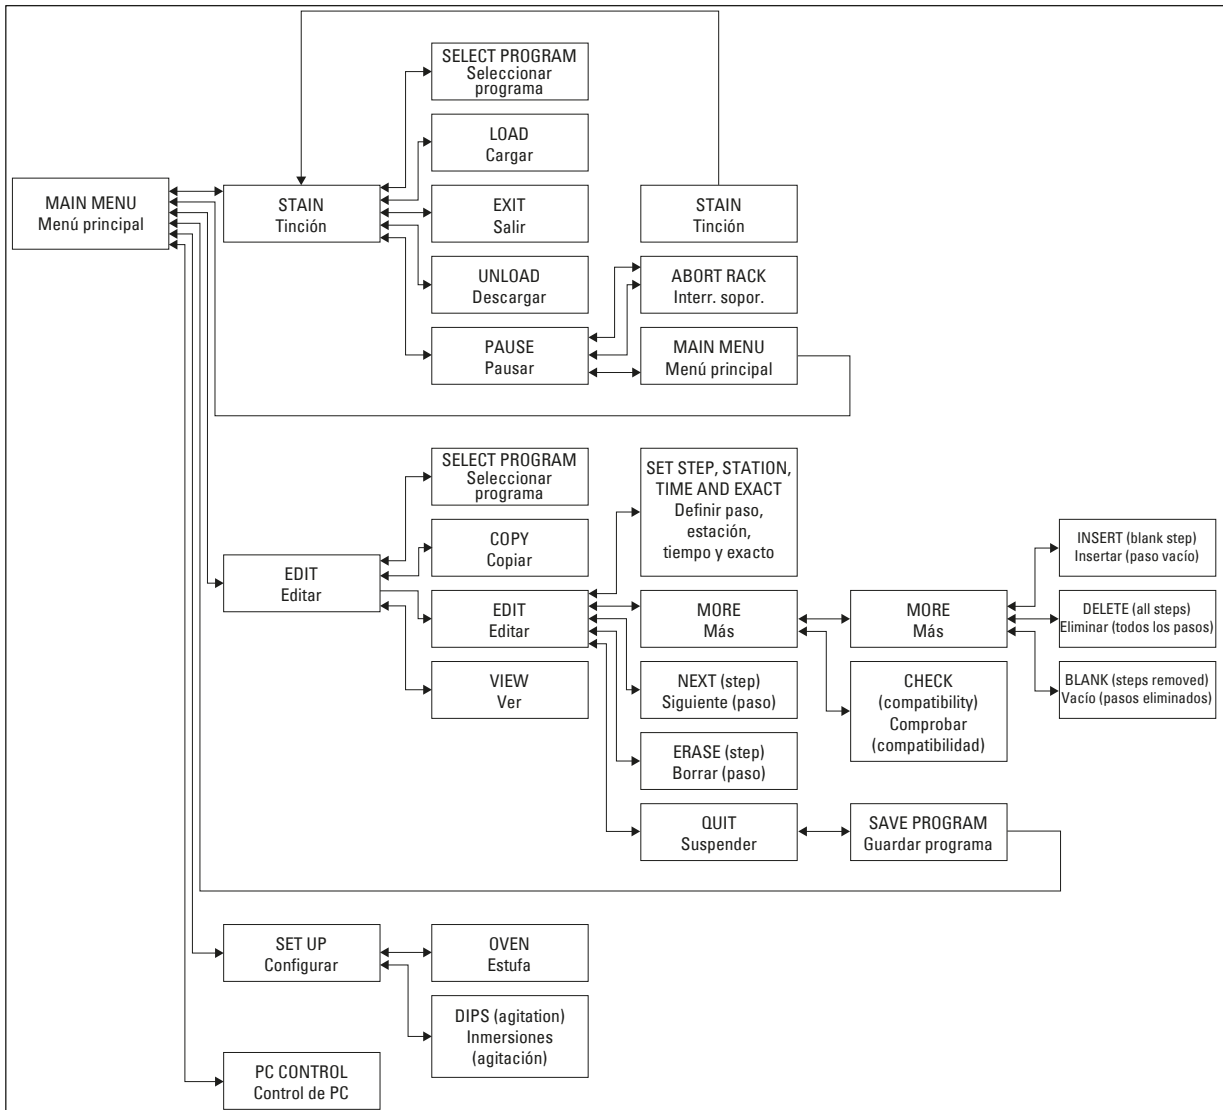 SELECT PROGRAM
Seleccionar
programa
LOAD
Cargar
MAIN MENU
Menú principal
STAIN
Tinción
EXIT
Salir
STAIN
Tinción
UNLOAD
Descargar
ABORT RACK
Interr. sopor.
PAUSE
Pausar
MAIN MENU
Menú principal
SELECT PROGRAM
Seleccionar
programa
SET STEP, STATION,
TIME AND EXACT
Definir paso,
estación,
tiempo y exacto
COPY
Copiar
INSERT (blank step)
Insertar (paso vacío)
EDIT
Editar
EDIT
Editar
MORE
Más
MORE
Más
DELETE (all steps)
Eliminar (todos los pasos)
VIEW
Ver
NEXT (step)
Siguiente (paso)
CHECK
(compatibility)
Comprobar
(compatibilidad)
BLANK (steps removed)
Vacío (pasos eliminados)
ERASE (step)
Borrar (paso)
QUIT
Suspender
SAVE PROGRAM
Guardar programa
SET UP
Configurar
OVEN
Estufa
DIPS (agitation)
Inmersiones
(agitación)
PC CONTROL
Control de PC